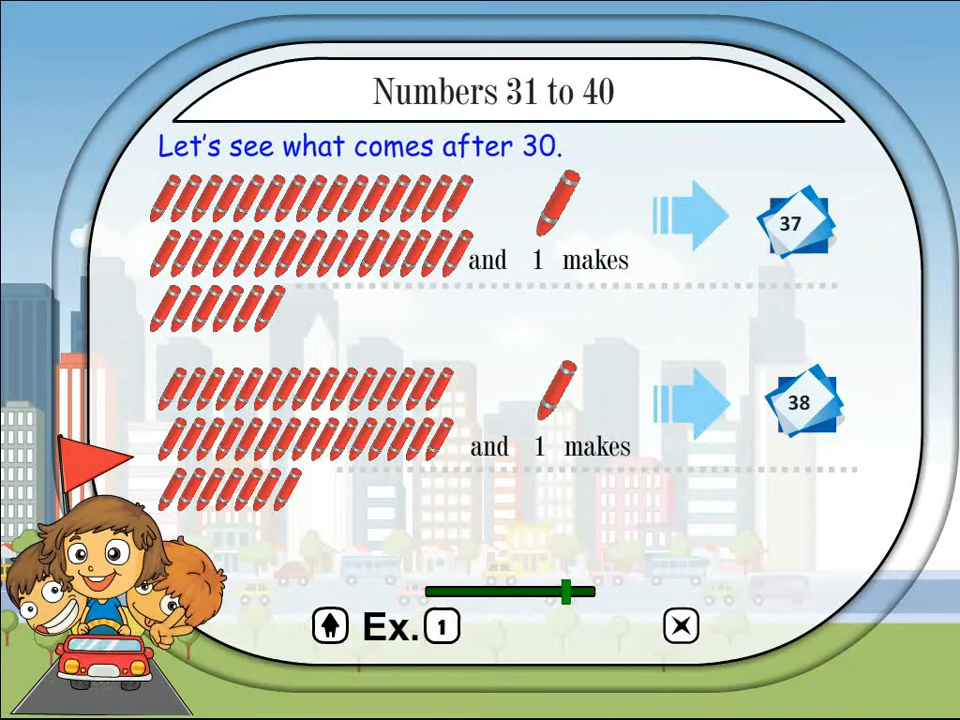 Numbers 31 to 40
Let's see what comes after 30.
37
and 1 makes
38
and 1 makes
Ex. 1